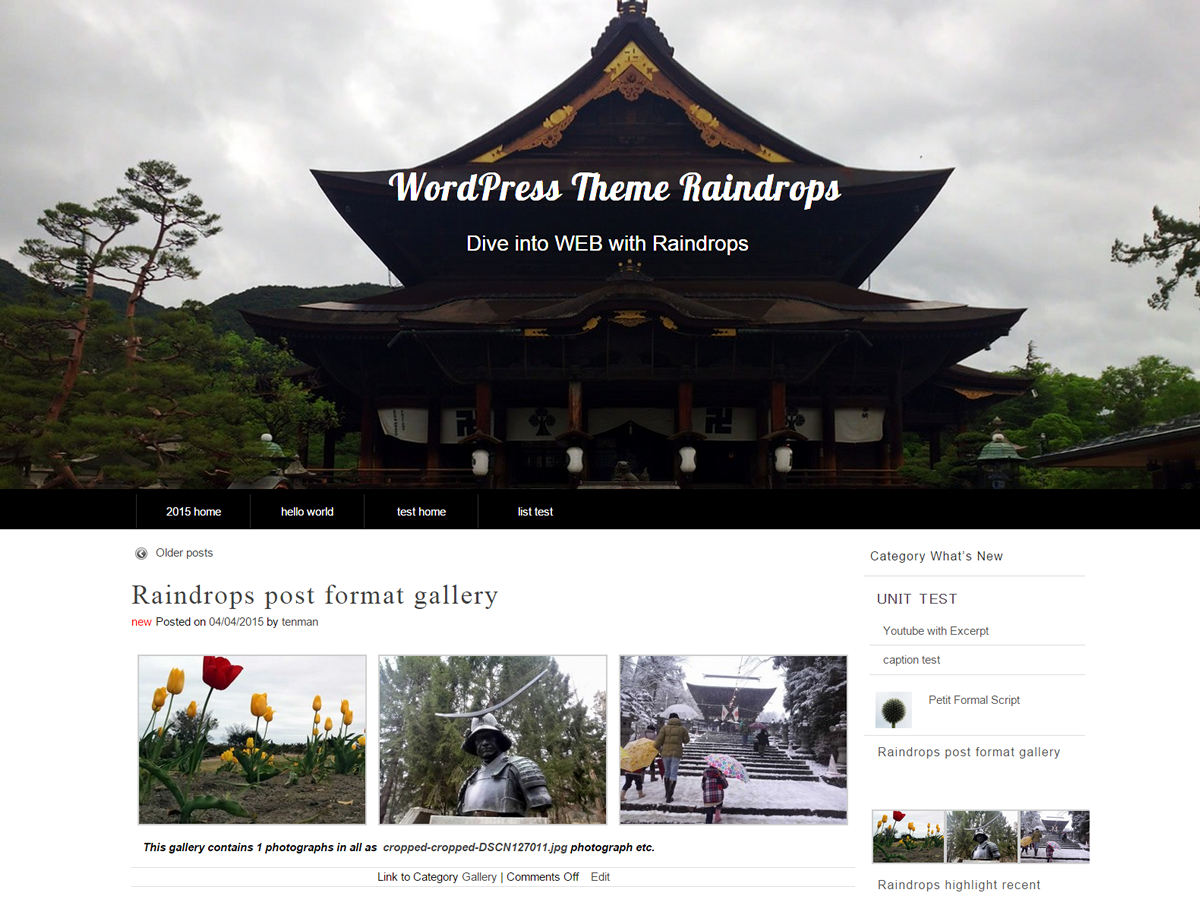 WordPress Theme Raindrops
Dive into WEB with Raindrops
卍 卍
2015 home
hello world
test home
list test
Older posts
Raindrops post format gallery
new Posted on 04/04/2015 by tenman
This gallery contains 1 photographs in all as cropped-cropped-DSCN127011.jpg photograph etc.
Link to Category Gallery | Comments Off Edit
Category What's New
UNIT TEST
Youtube with Excerpt
caption test
Petit Formal Script
Raindrops post format gallery
Raindrops highlight recent